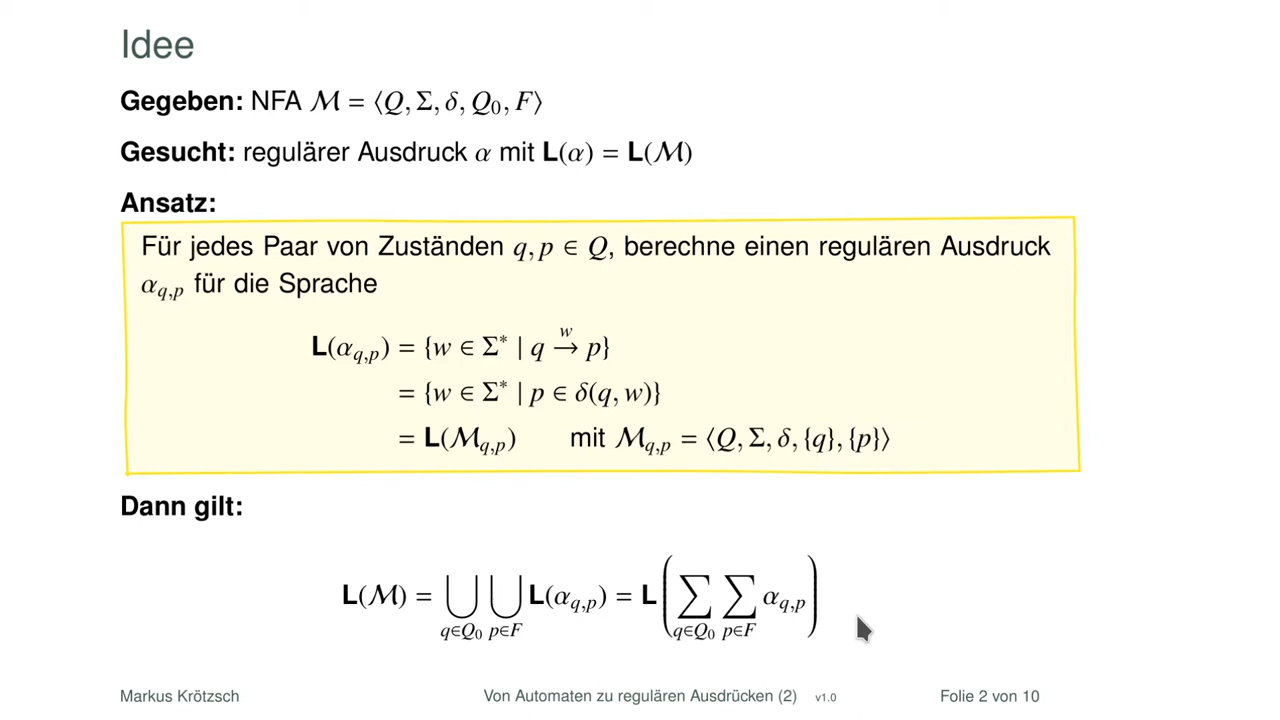 Idee
Gegeben: NFA ℳ = ⟨Q, Σ, δ, Q₀, F⟩
Gesucht: regulärer Ausdruck α mit L(α) = L(ℳ)
Ansatz:
Für jedes Paar von Zuständen q, p ∈ Q, berechne einen regulären Ausdruck
α_{q,p} für die Sprache
L(α_{q,p}) = {w ∈ Σ* | q →^w p}
= {w ∈ Σ* | p ∈ δ(q, w)}
= L(ℳ_{q,p}) mit ℳ_{q,p} = ⟨Q, Σ, δ, {q}, {p}⟩
Dann gilt:
L(ℳ) = ⋃_{q∈Q₀} ⋃_{p∈F} L(α_{q,p}) = L(∑_{q∈Q₀} ∑_{p∈F} α_{q,p})
Markus Krötzsch Von Automaten zu regulären Ausdrücken (2) v1.0 Folie 2 von 10